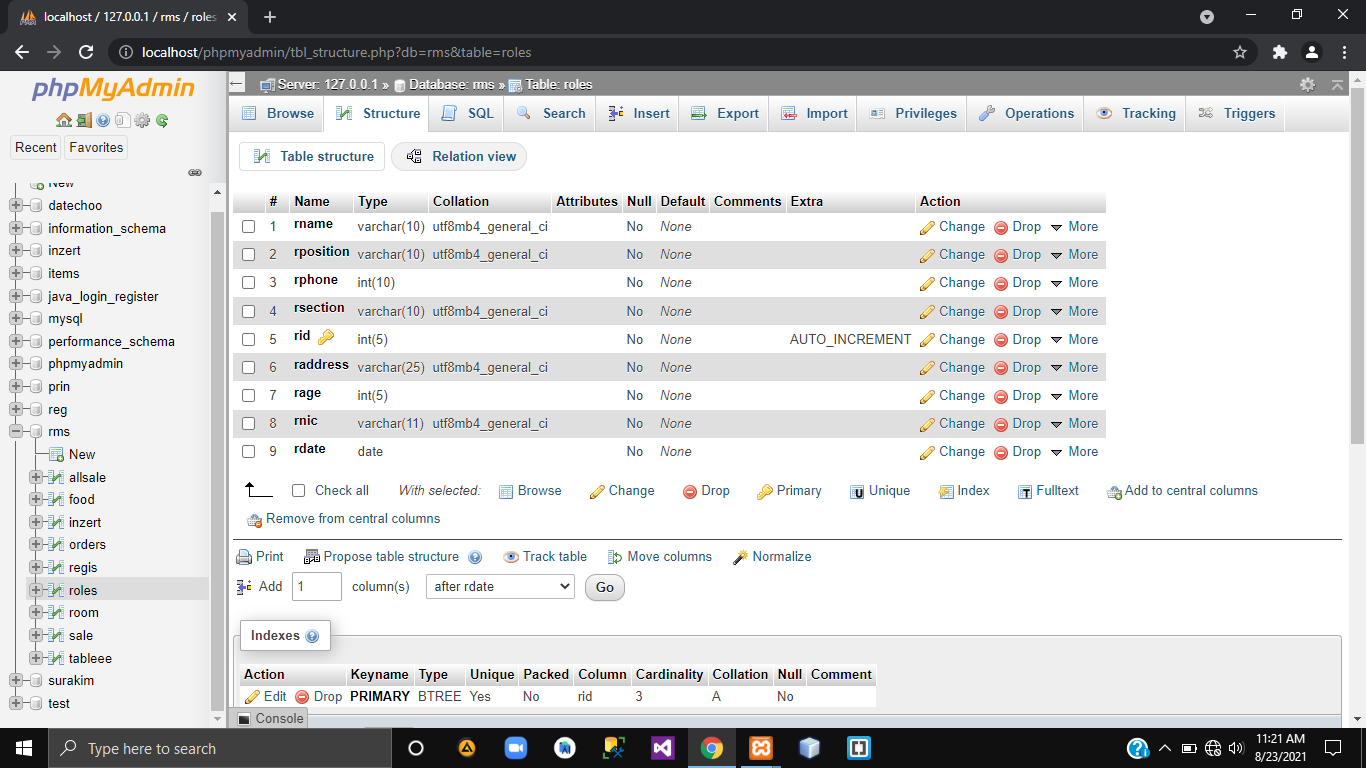 localhost / 127.0.0.1 / rms / roles
localhost/phpmyadmin/tbl_structure.php?db=rms&table=roles
phpMyAdmin
Recent Favorites
New
datechoo
information_schema
inzert
items
java_login_register
mysql
performance_schema
phpmyadmin
prin
reg
rms
New
allsale
food
inzert
orders
regis
roles
room
sale
tableee
surakim
test
Server: 127.0.0.1 » Database: rms » Table: roles
Browse Structure SQL Search Insert Export Import Privileges Operations Tracking Triggers
Table structure Relation view
# Name Type Collation Attributes Null Default Comments Extra Action
1 rname varchar(10) utf8mb4_general_ci No None Change Drop More
2 rposition varchar(10) utf8mb4_general_ci No None Change Drop More
3 rphone int(10) No None Change Drop More
4 rsection varchar(10) utf8mb4_general_ci No None Change Drop More
5 rid int(5) No None AUTO_INCREMENT Change Drop More
6 raddress varchar(25) utf8mb4_general_ci No None Change Drop More
7 rage int(5) No None Change Drop More
8 rnic varchar(11) utf8mb4_general_ci No None Change Drop More
9 rdate date No None Change Drop More
Check all With selected: Browse Change Drop Primary Unique Index Fulltext Add to central columns
Remove from central columns
Print Propose table structure Track table Move columns Normalize
Add 1 column(s) after rdate Go
Indexes
Action Keyname Type Unique Packed Column Cardinality Collation Null Comment
Edit Drop PRIMARY BTREE Yes No rid 3 A No
Console
Type here to search
11:21 AM
8/23/2021